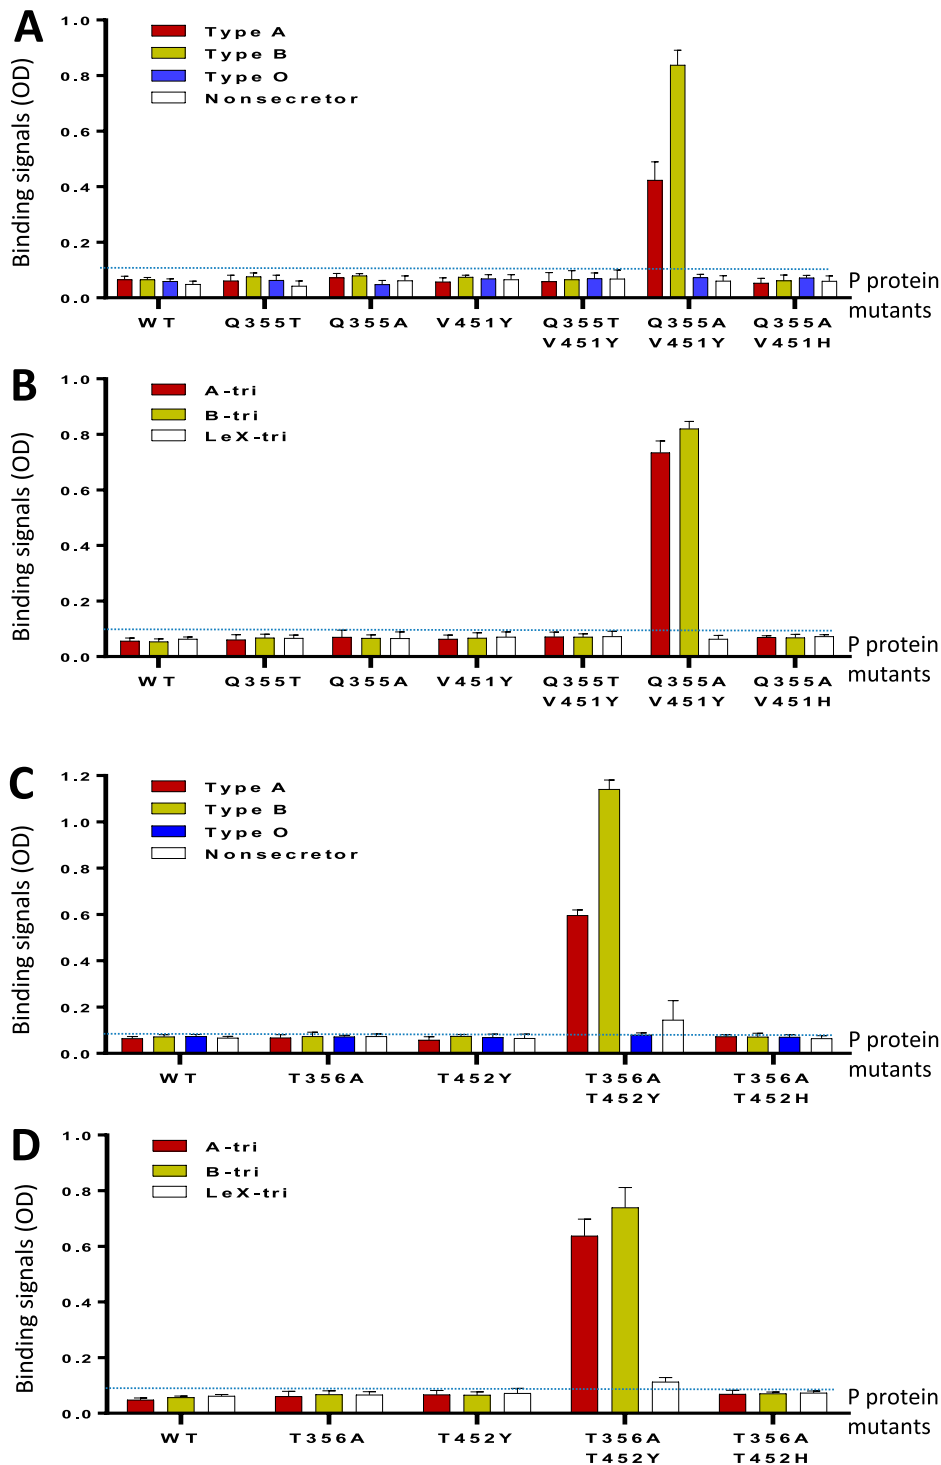 A
Binding signals (OD)
1.0
0.8
0.6
0.4
0.2
0.0
Type A
Type B
Type O
Nonsecretor
WT
Q355T
Q355A
V451Y
Q355T
V451Y
Q355A
V451Y
Q355A
V451H
P protein
mutants
B
Binding signals (OD)
1.0
0.8
0.6
0.4
0.2
0.0
A-tri
B-tri
LeX-tri
WT
Q355T
Q355A
V451Y
Q355T
V451Y
Q355A
V451Y
Q355A
V451H
P protein
mutants
C
Binding signals (OD)
1.2
1.0
0.8
0.6
0.4
0.2
0.0
Type A
Type B
Type O
Nonsecretor
WT
T356A
T452Y
T356A
T452Y
T356A
T452H
P protein
mutants
D
Binding signals (OD)
1.0
0.8
0.6
0.4
0.2
0.0
A-tri
B-tri
LeX-tri
WT
T356A
T452Y
T356A
T452Y
T356A
T452H
P protein
mutants